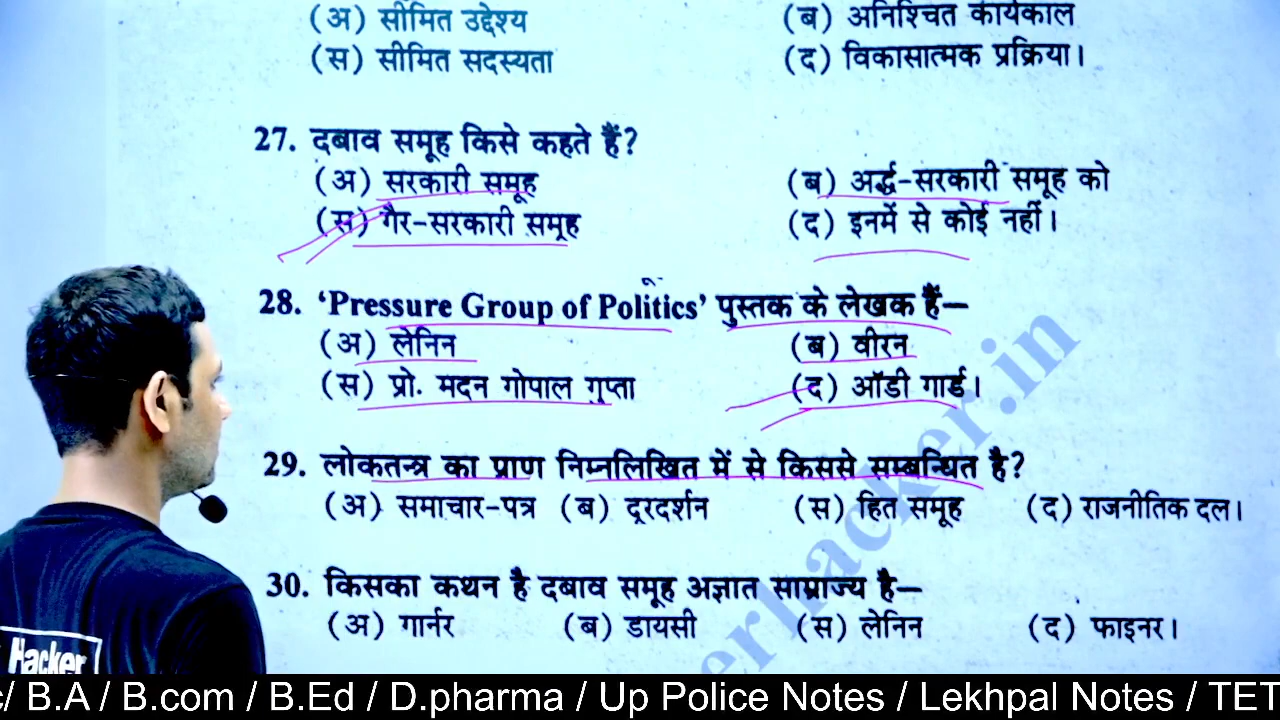 (अ) सीमित उद्देश्य (ब) अनिश्चित कार्यकाल
(स) सीमित सदस्यता (द) विकासात्मक प्रक्रिया।
27. दबाव समूह किसे कहते हैं?
(अ) सरकारी समूह (ब) अर्द्ध-सरकारी समूह को
(स) गैर-सरकारी समूह (द) इनमें से कोई नहीं।
28. 'Pressure Group of Politics' पुस्तक के लेखक हैं—
(अ) लेनिन (ब) वीरन
(स) प्रो. मदन गोपाल गुप्ता (द) ऑडी गार्ड।
29. लोकतन्त्र का प्राण निम्नलिखित में से किससे सम्बन्धित है?
(अ) समाचार-पत्र (ब) दूरदर्शन (स) हित समूह (द) राजनीतिक दल।
30. किसका कथन है दबाव समूह अज्ञात साम्राज्य है—
(अ) गार्नर (ब) डायसी (स) लेनिन (द) फाइनर।
erhacker.in
Hacker
/ B.A / B.com / B.Ed / D.pharma / Up Police Notes / Lekhpal Notes / TET